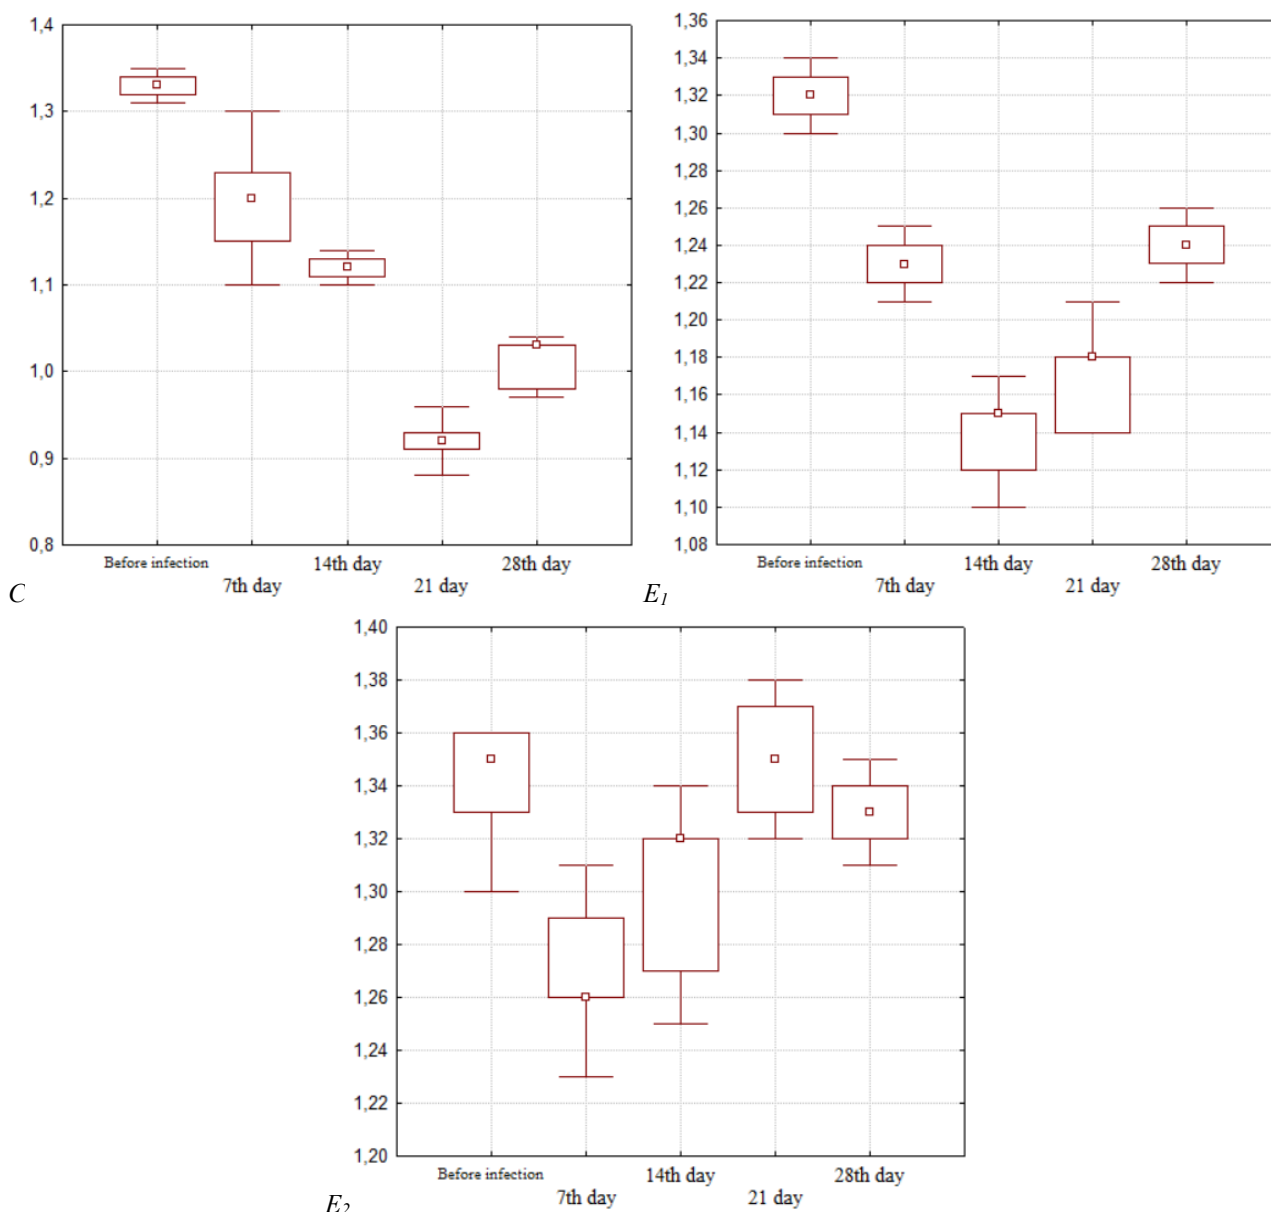 1,4
1,3
1,2
1,1
1,0
0,9
0,8
Before infection
7th day
14th day
21 day
28th day
C
1,36
1,34
1,32
1,30
1,28
1,26
1,24
1,22
1,20
1,18
1,16
1,14
1,12
1,10
1,08
Before infection
7th day
14th day
21 day
28th day
E1
1,40
1,38
1,36
1,34
1,32
1,30
1,28
1,26
1,24
1,22
1,20
Before infection
7th day
14th day
21 day
28th day
E2